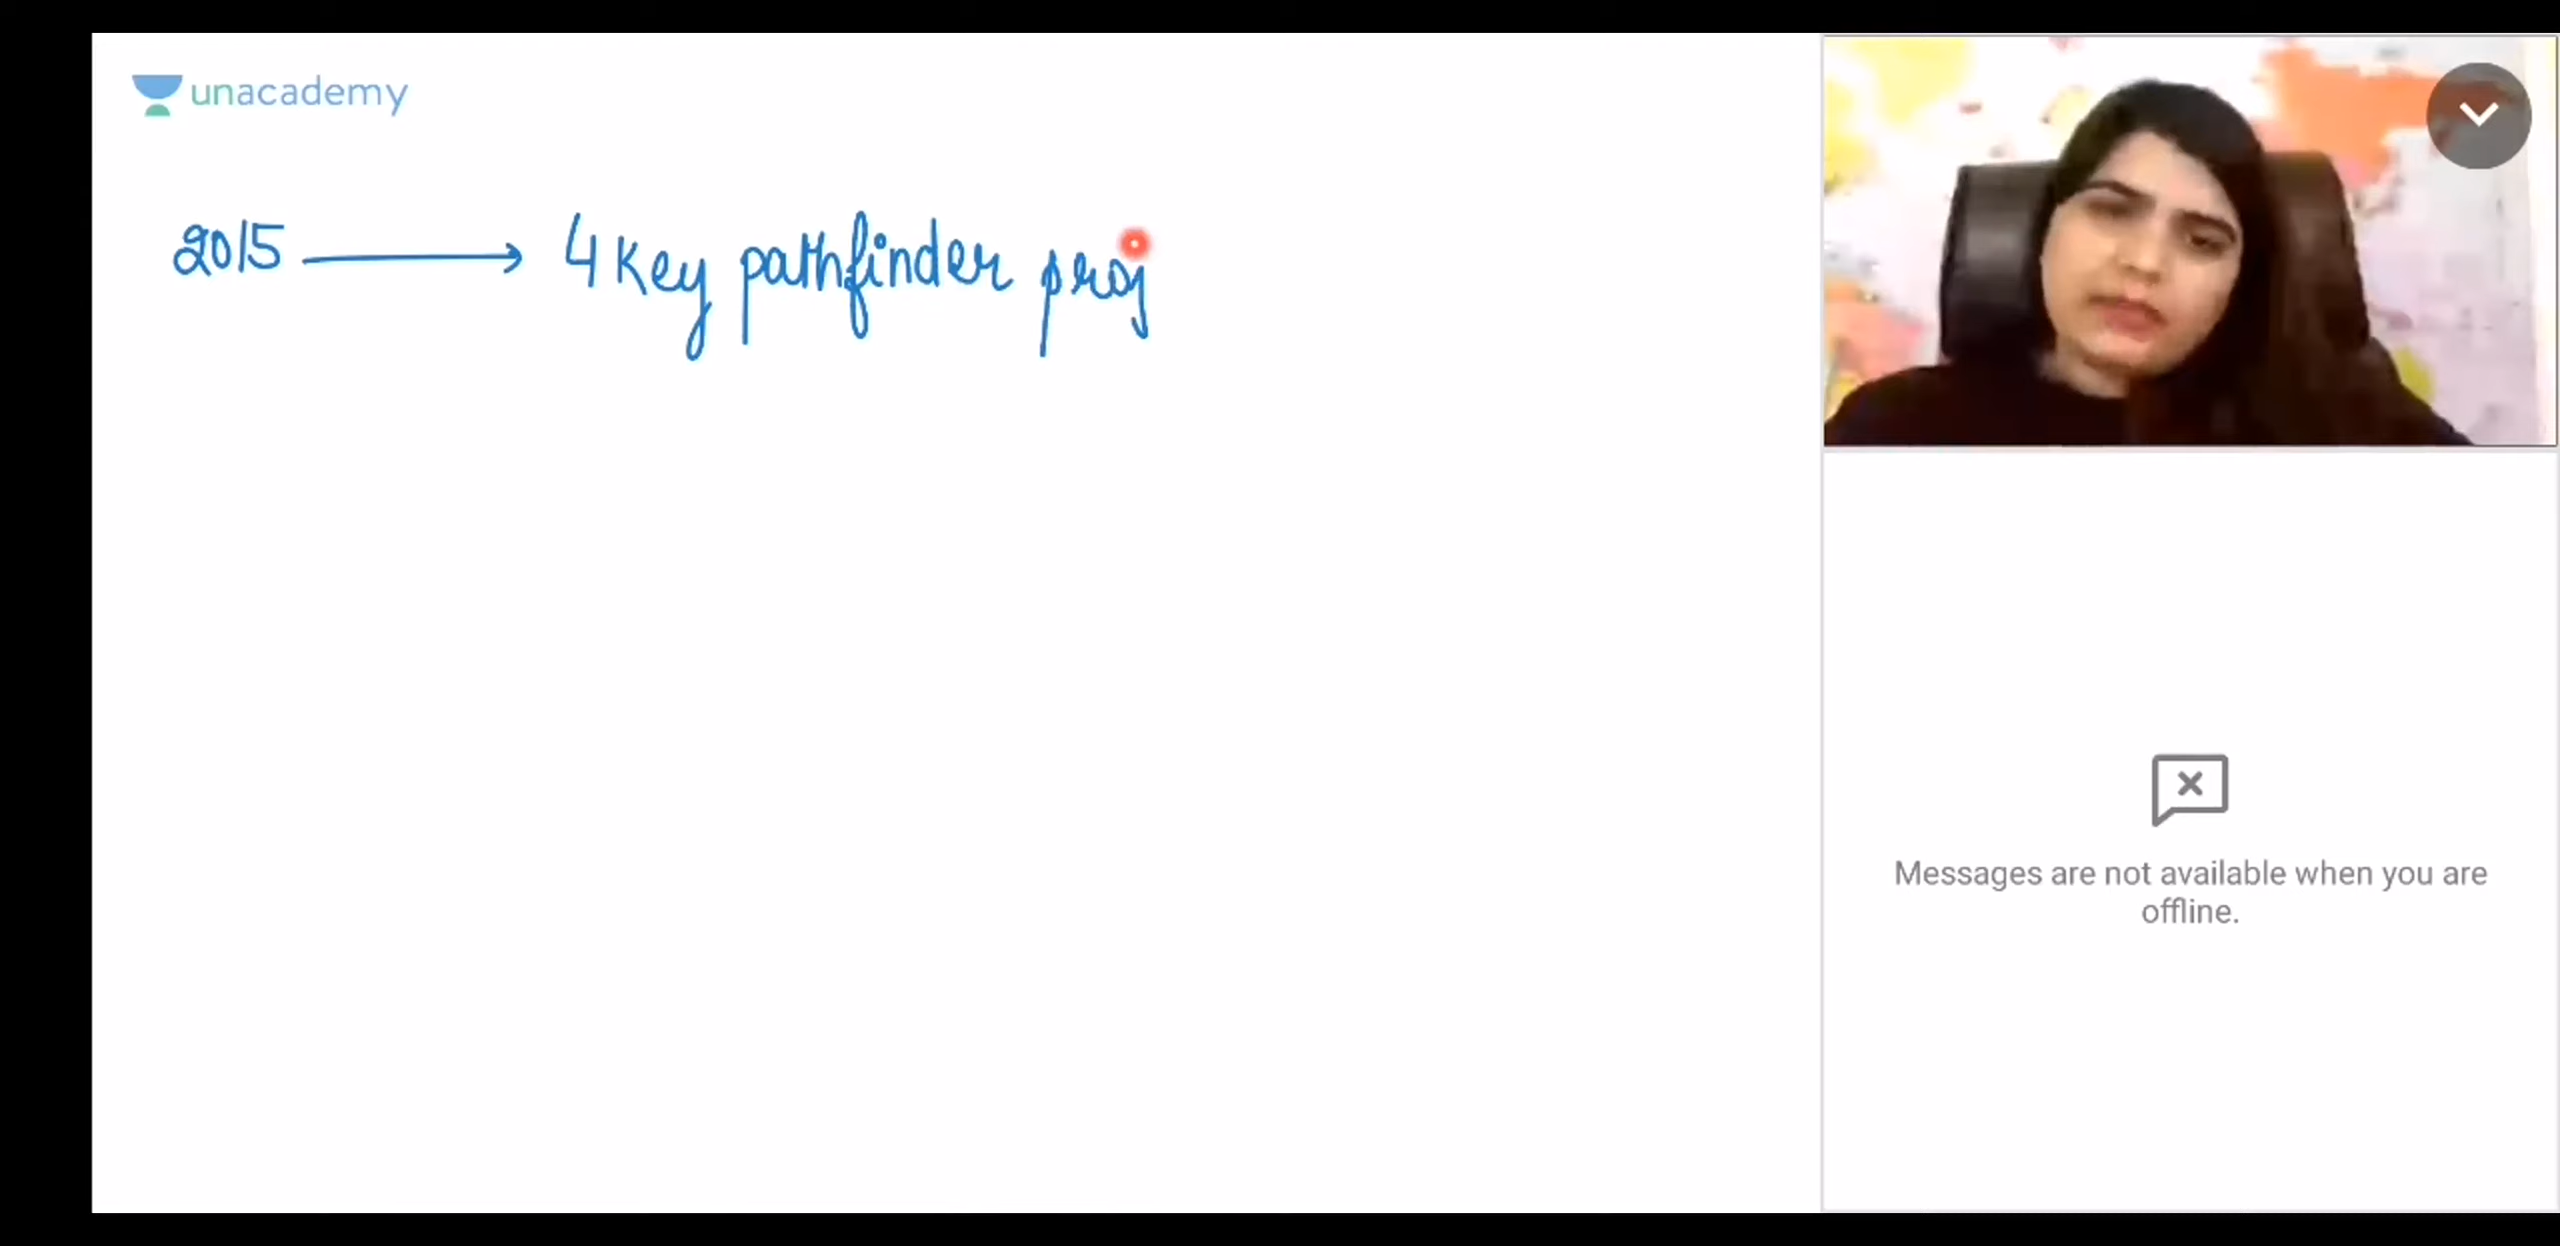 unacademy
2015 → 4 Key pathfinder proj
Messages are not available when you are
offline.